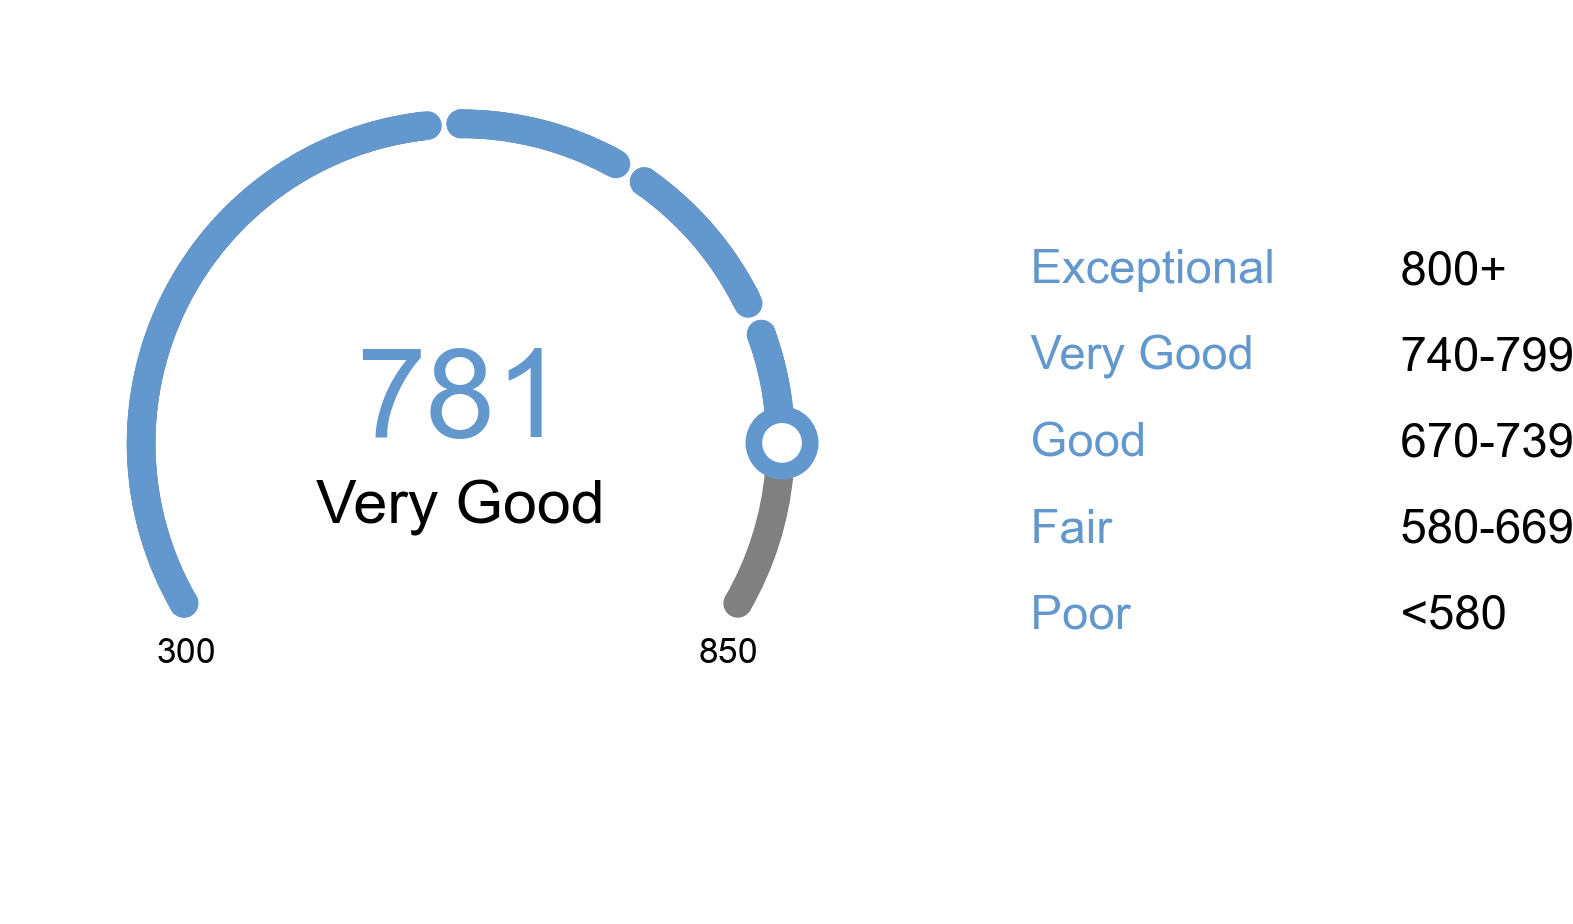 781
Very Good
300
850
Exceptional 800+
Very Good 740-799
Good 670-739
Fair 580-669
Poor <580